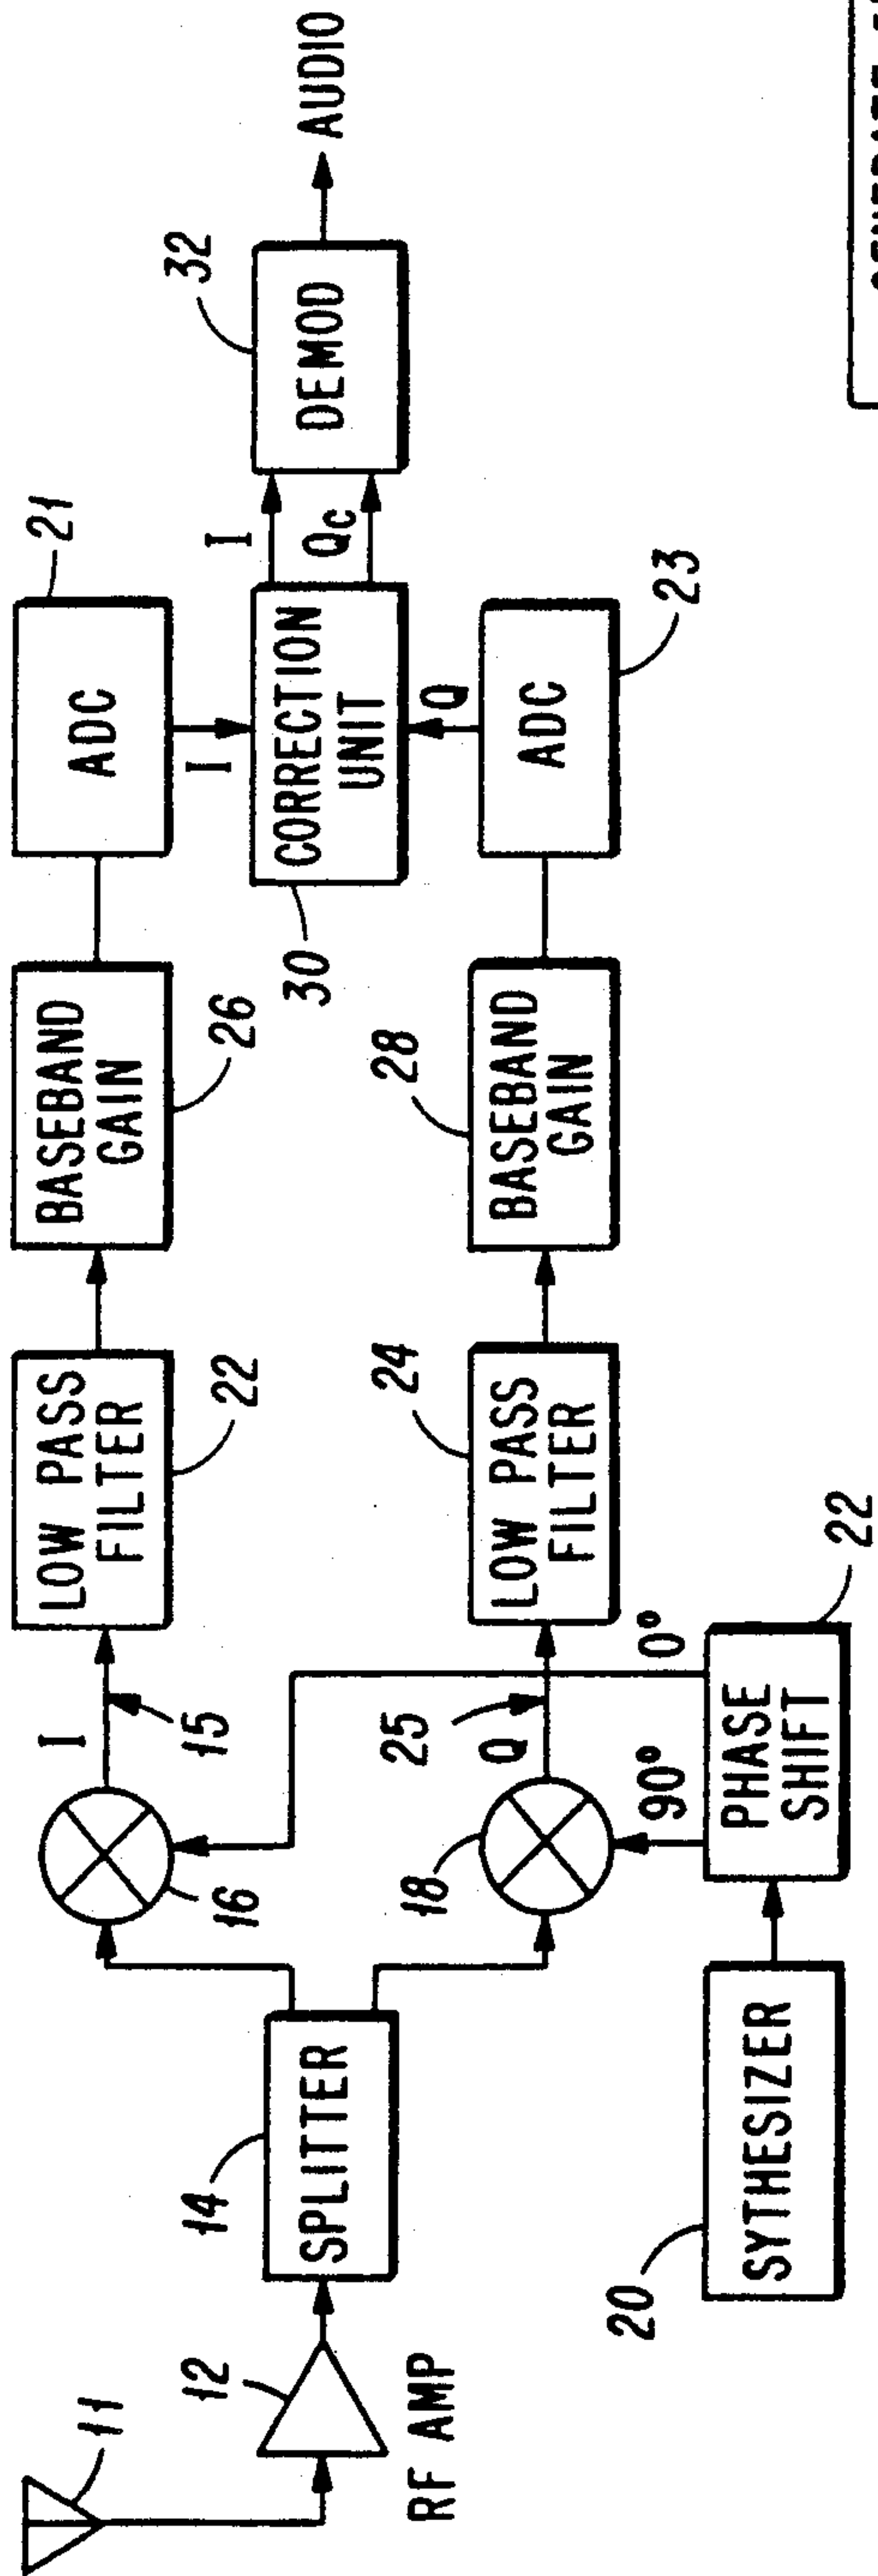 11
12
RF AMP
14
SPLITTER
20
SYTHESIZER
16
I
15
18
Q
25
90°
0°
PHASE
SHIFT
22
LOW PASS
FILTER
22
LOW PASS
FILTER
24
BASEBAND
GAIN
26
BASEBAND
GAIN
28
ADC
21
I
CORRECTION
UNIT
30
Q
ADC
23
I
Qc
DEMOD
32
AUDIO